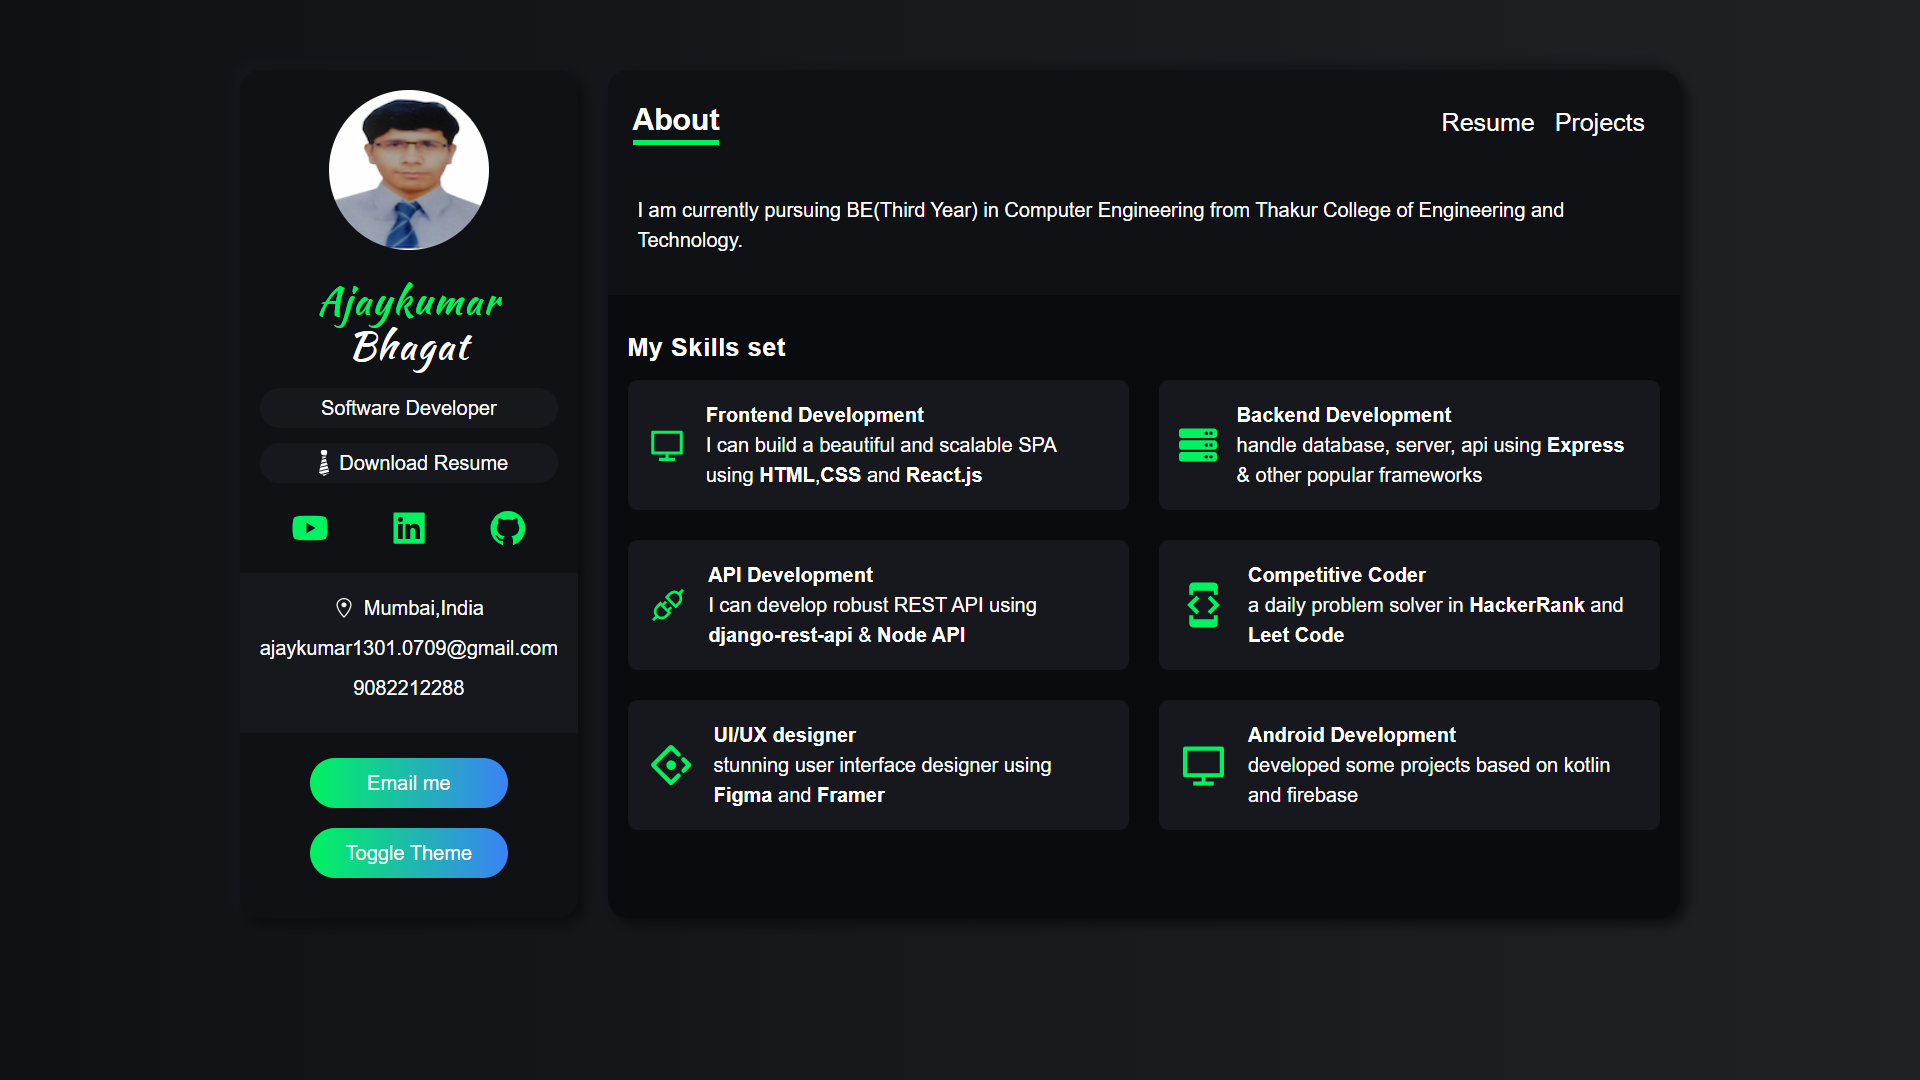 Ajaykumar
Bhagat
Software Developer
Download Resume
Mumbai,India
ajaykumar1301.0709@gmail.com
9082212288
Email me
Toggle Theme
About
Resume
Projects
I am currently pursuing BE(Third Year) in Computer Engineering from Thakur College of Engineering and
Technology.
My Skills set
Frontend Development
I can build a beautiful and scalable SPA
using HTML,CSS and React.js
Backend Development
handle database, server, api using Express
& other popular frameworks
API Development
I can develop robust REST API using
django-rest-api & Node API
Competitive Coder
a daily problem solver in HackerRank and
Leet Code
UI/UX designer
stunning user interface designer using
Figma and Framer
Android Development
developed some projects based on kotlin
and firebase